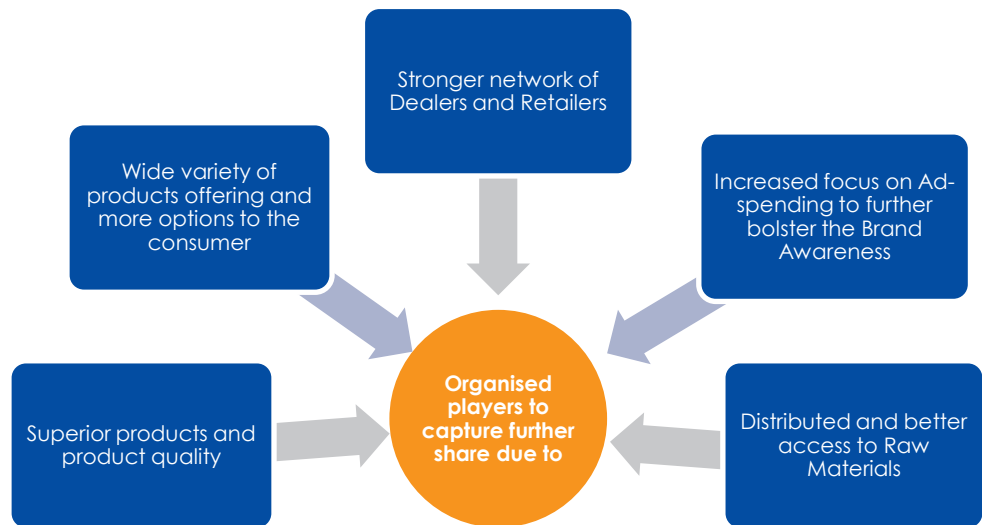 Stronger network of
Dealers and Retailers
Wide variety of
products offering and
more options to the
consumer
Increased focus on Ad-
spending to further
bolster the Brand
Awareness
Superior products and
product quality
Organised
players to
capture further
share due to
Distributed and better
access to Raw
Materials